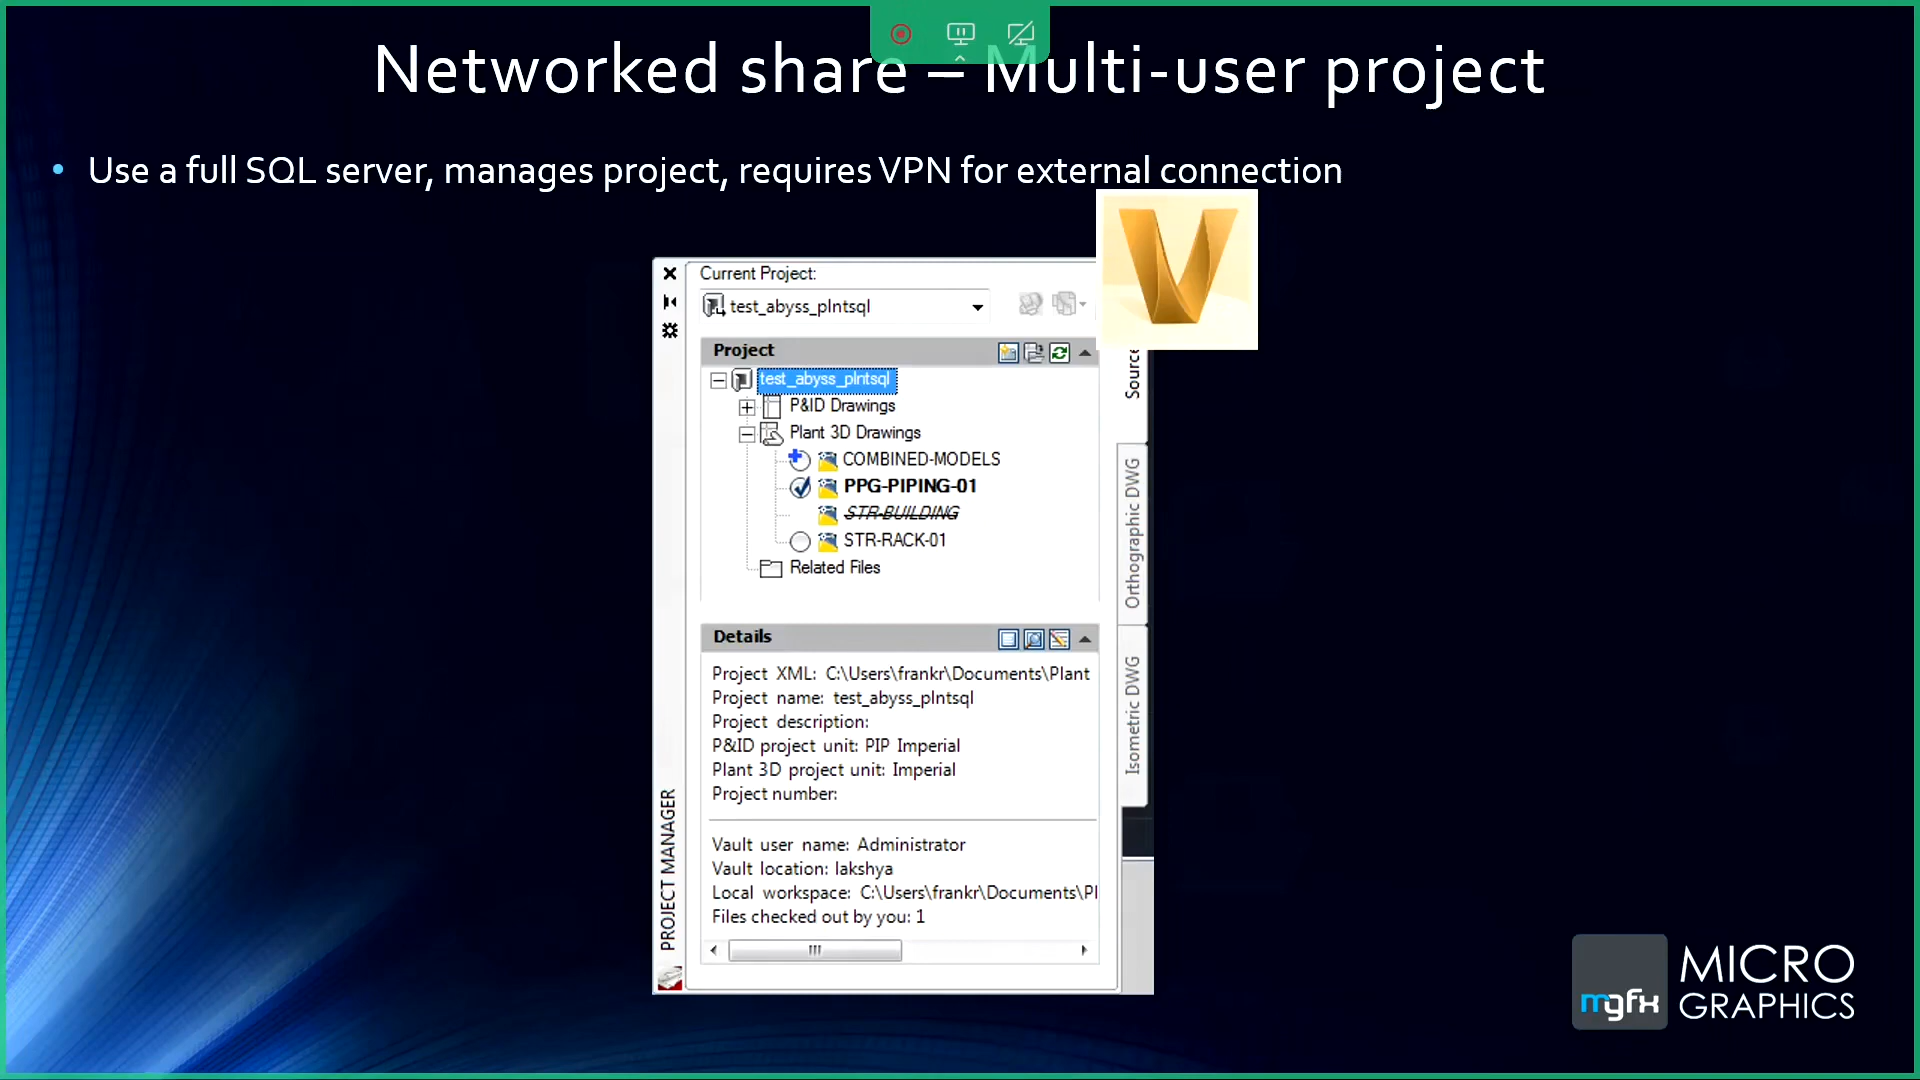 Networked share – Multi-user project
• Use a full SQL server, manages project, requires VPN for external connection
Current Project:
test_abyss_plntsql
Project
test_abyss_plntsql
P&ID Drawings
Plant 3D Drawings
COMBINED-MODELS
PPG-PIPING-01
STR-BUILDING
STR-RACK-01
Related Files
Source
Orthographic DWG
Isometric DWG
Details
Project XML: C:\Users\frankr\Documents\Plant
Project name: test_abyss_plntsql
Project description:
P&ID project unit: PIP Imperial
Plant 3D project unit: Imperial
Project number:
Vault user name: Administrator
Vault location: lakshya
Local workspace: C:\Users\frankr\Documents\Pl
Files checked out by you: 1
PROJECT MANAGER
mgfx
MICRO
GRAPHICS